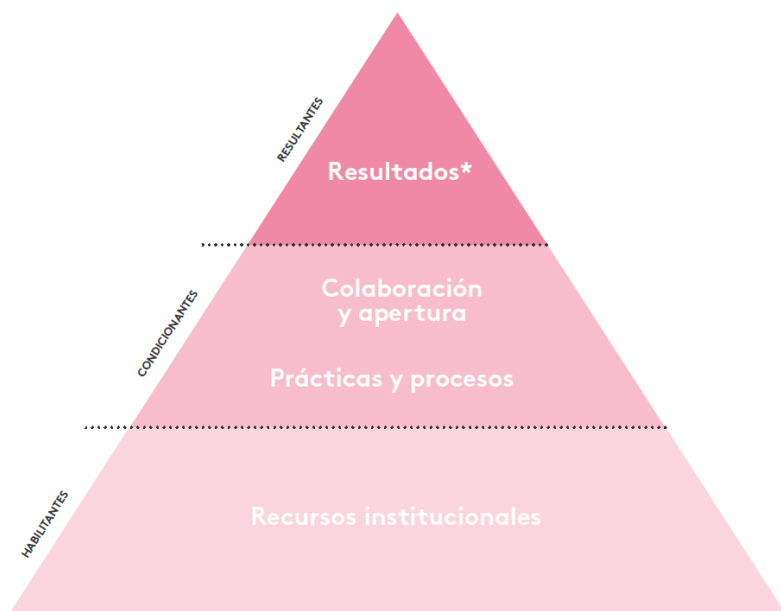 RESULTANTES
Resultados*
CONDICIONANTES
Colaboración
y apertura
Prácticas y procesos
HABILITANTES
Recursos institucionales